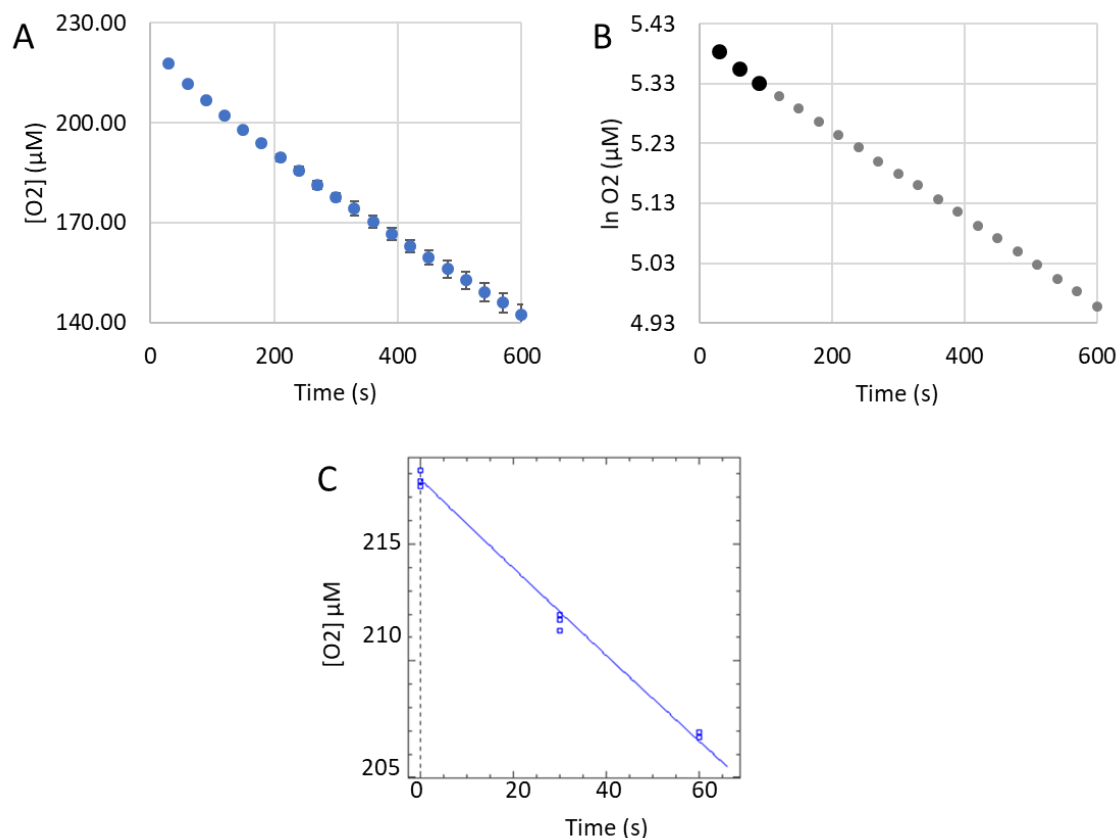 A
230.00
200.00
170.00
140.00
[O2] (µM)
0 200 400 600
Time (s)
B
5.43
5.33
5.23
5.13
5.03
4.93
ln O2 (µM)
0 200 400 600
Time (s)
C
215
210
205
[O2] µM
0 20 40 60
Time (s)